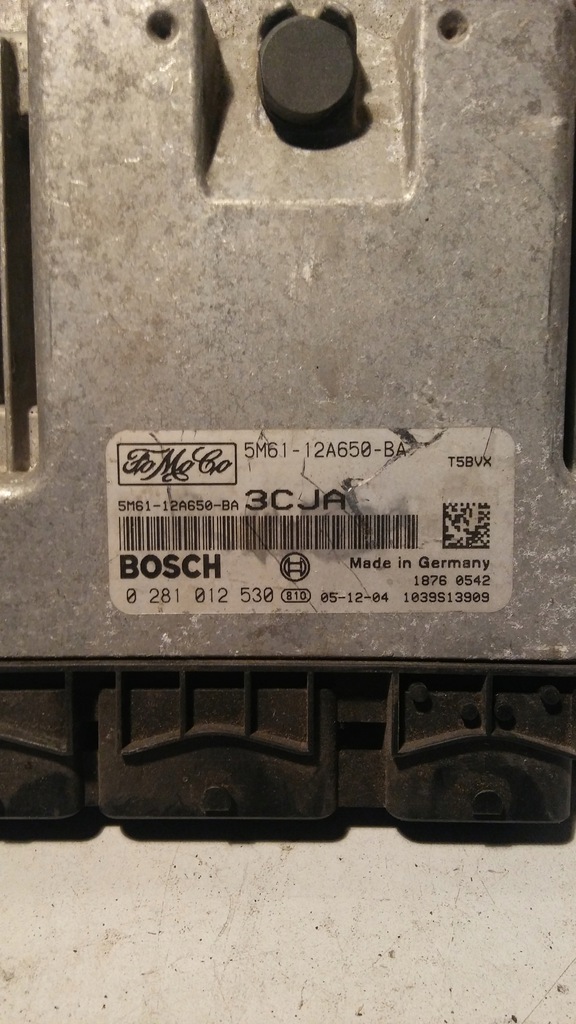 FoMoCo 5M61-12A650-BA T5BVX
5M61-12A650-BA 3CJA
BOSCH Made in Germany
1876 0542
0 281 012 530 810 05-12-04 1039S13909